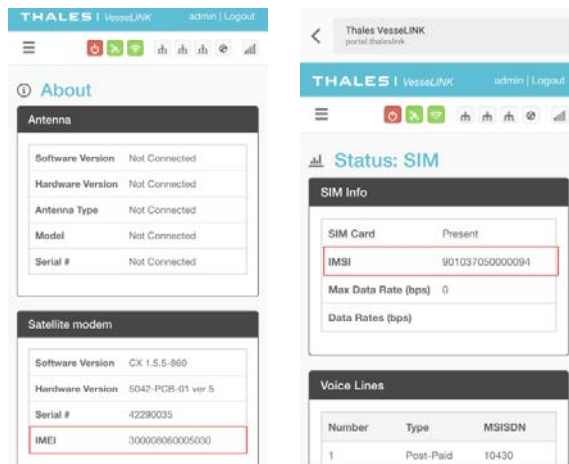 THALES | VesseLINK admin | Logout
About
Antenna
Software Version Not Connected
Hardware Version Not Connected
Antenna Type Not Connected
Model Not Connected
Serial # Not Connected
Satellite modem
Software Version CX 1.5.5-860
Hardware Version 5042-PCB-01 ver 5
Serial # 42290035
IMEI 300008060005030
Thales VesseLINK
portal.thaleslink
THALES | VesseLINK admin | Logout
Status: SIM
SIM Info
SIM Card Present
IMSI 901037050000094
Max Data Rate (bps) 0
Data Rates (bps)
Voice Lines
Number Type MSISDN
1 Post-Paid 10430